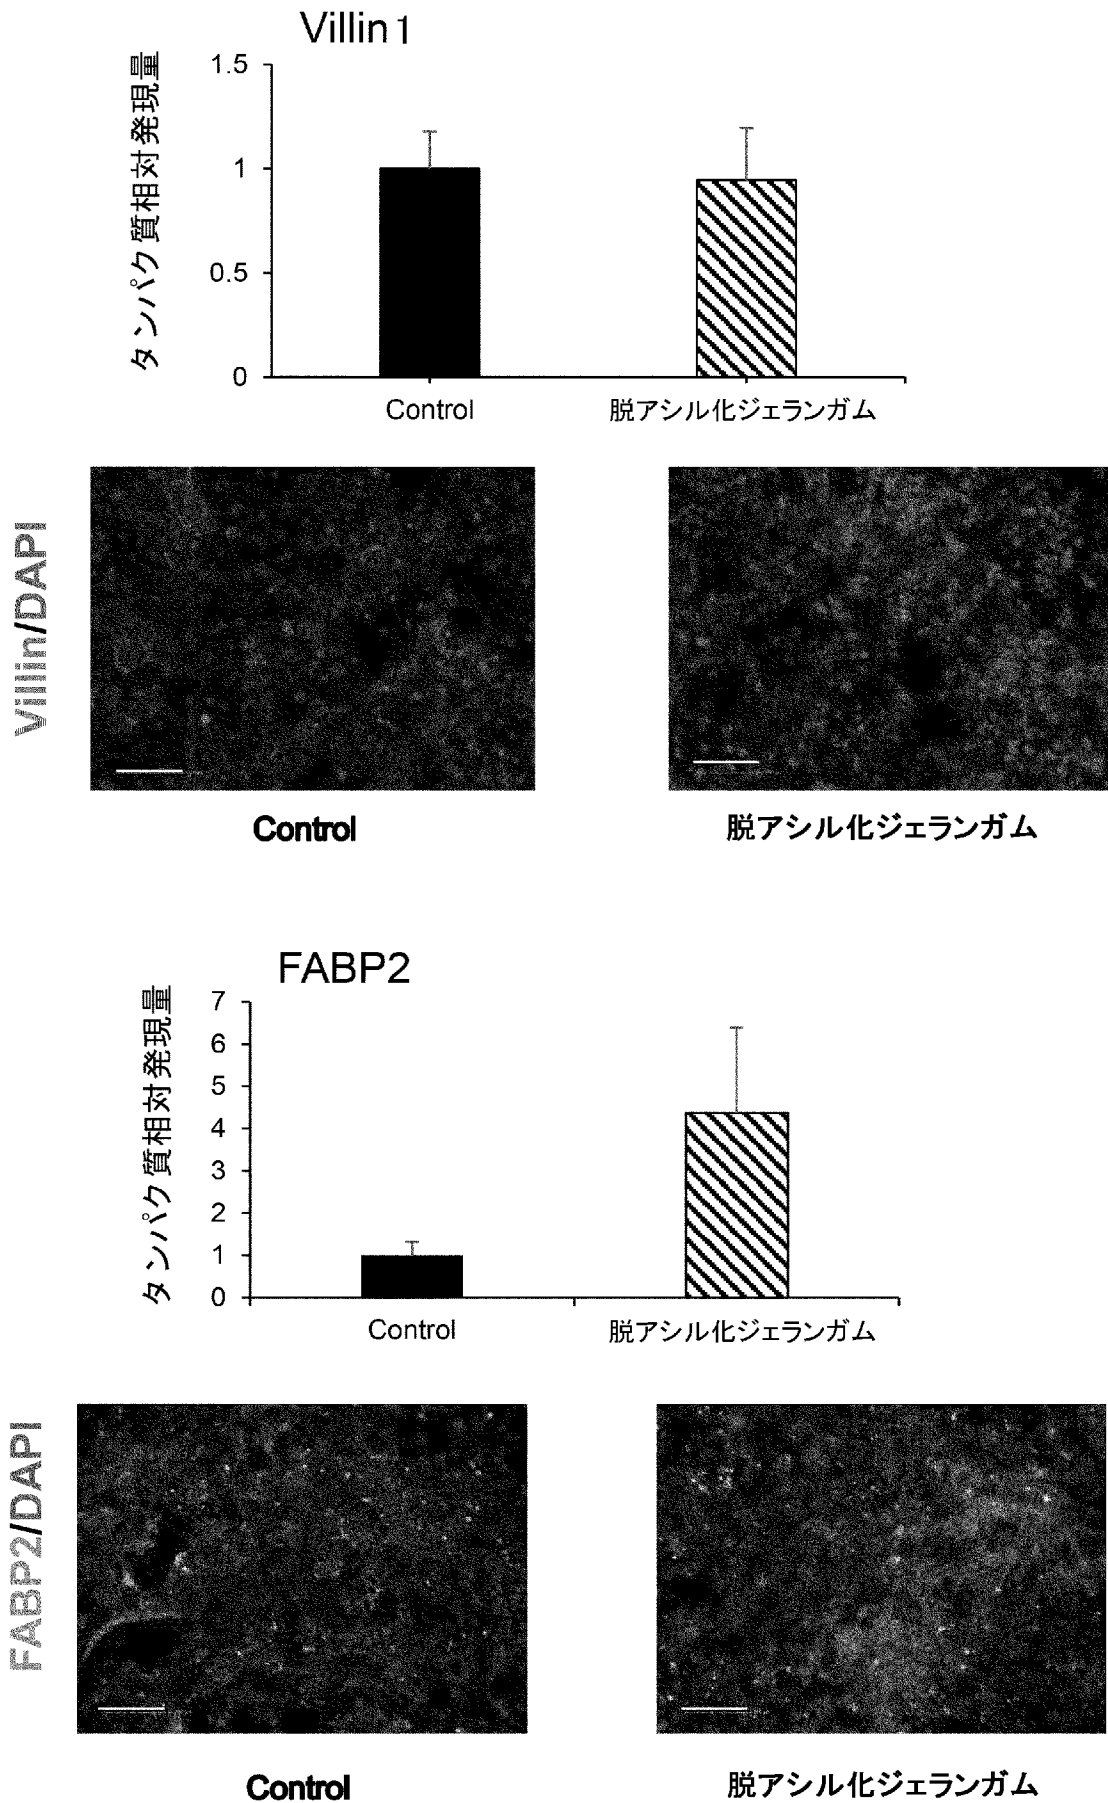 Villin1
タンパク質相対発現量
1.5
1
0.5
0
Control
脱アシル化ジェランガム
Villin/DAPI
Control
脱アシル化ジェランガム
FABP2
タンパク質相対発現量
7
6
5
4
3
2
1
0
Control
脱アシル化ジェランガム
FABP2/DAPI
Control
脱アシル化ジェランガム